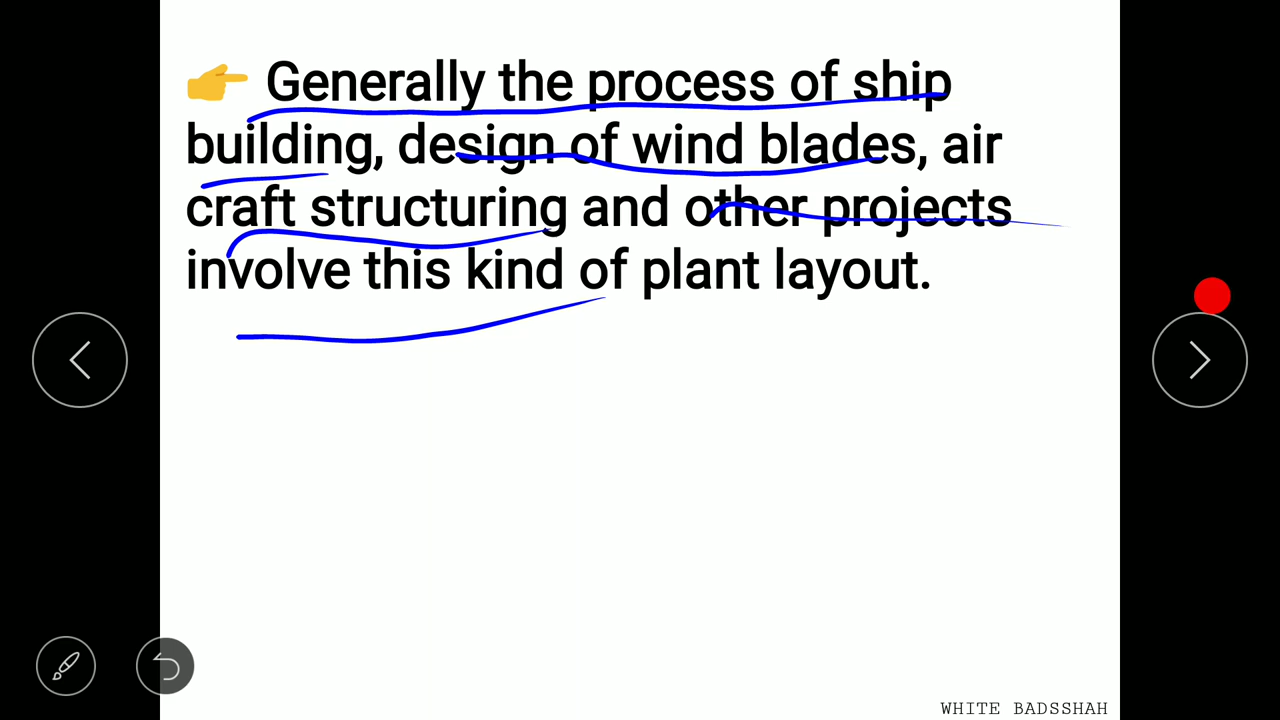 👉 Generally the process of ship
building, design of wind blades, air
craft structuring and other projects
involve this kind of plant layout.
WHITE BADSSHAH